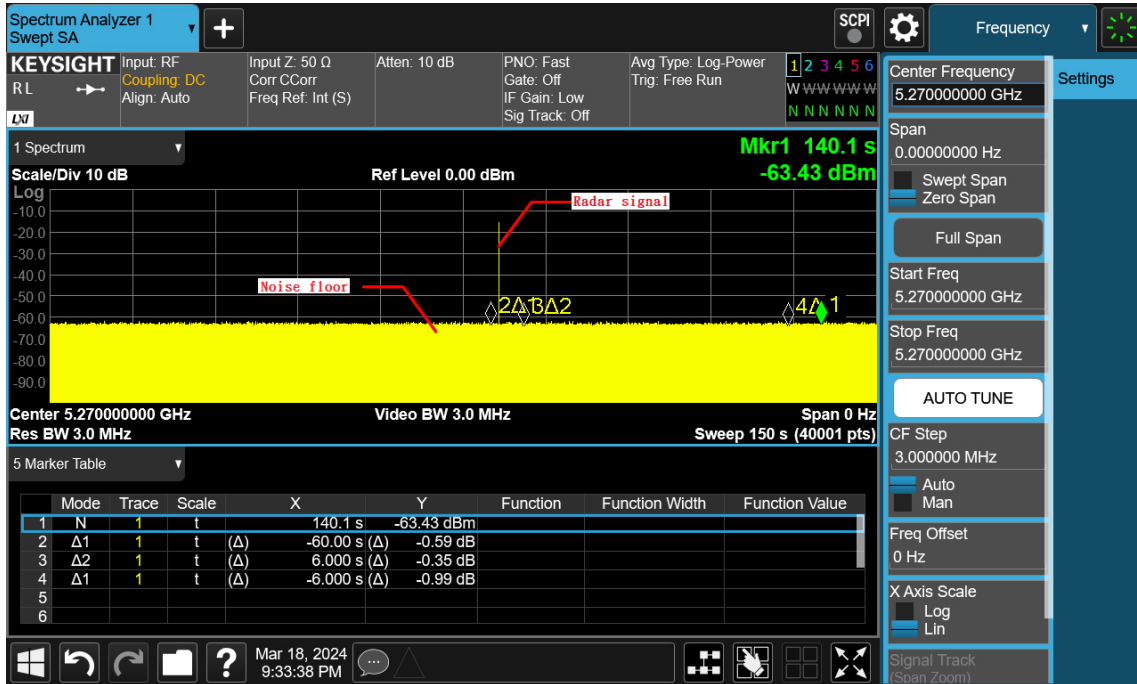 Spectrum Analyzer 1
Swept SA
SCPI
Frequency
KEYSIGHT
R L
LXI
Input: RF
Coupling: DC
Align: Auto
Input Z: 50 Ω
Corr CCorr
Freq Ref: Int (S)
Atten: 10 dB
PNO: Fast
Gate: Off
IF Gain: Low
Sig Track: Off
Avg Type: Log-Power
Trig: Free Run
1 2 3 4 5 6
W W W W W W
N N N N N N
1 Spectrum
Mkr1 140.1 s
-63.43 dBm
Scale/Div 10 dB
Ref Level 0.00 dBm
Log
-10.0
-20.0
-30.0
-40.0
-50.0
-60.0
-70.0
-80.0
-90.0
Radar signal
Noise floor
2Δ1
3Δ2
4Δ1
Center 5.270000000 GHz
Video BW 3.0 MHz
Span 0 Hz
Res BW 3.0 MHz
Sweep 150 s (40001 pts)
5 Marker Table
Mode Trace Scale X Y Function Function Width Function Value
1 N 1 t 140.1 s -63.43 dBm
2 Δ1 1 t (Δ) -60.00 s (Δ) -0.59 dB
3 Δ2 1 t (Δ) 6.000 s (Δ) -0.35 dB
4 Δ1 1 t (Δ) -6.000 s (Δ) -0.99 dB
5
6
?
Mar 18, 2024
9:33:38 PM
Center Frequency
5.270000000 GHz
Span
0.00000000 Hz
Swept Span
Zero Span
Full Span
Start Freq
5.270000000 GHz
Stop Freq
5.270000000 GHz
AUTO TUNE
CF Step
3.000000 MHz
Auto
Man
Freq Offset
0 Hz
X Axis Scale
Log
Lin
Signal Track
(Span Zoom)
Settings